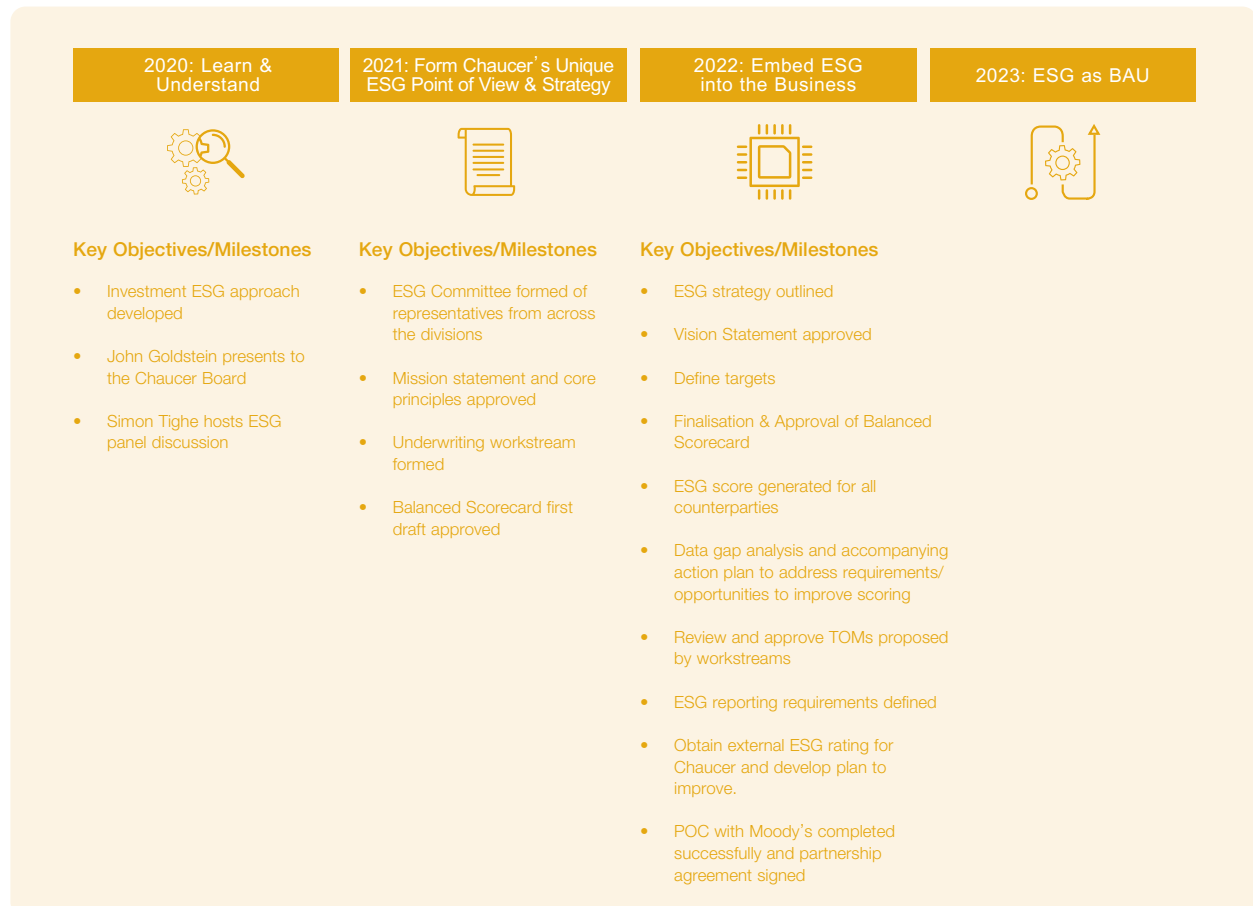 2020: Learn &
Understand
2021: Form Chaucer's Unique
ESG Point of View & Strategy
2022: Embed ESG
into the Business
2023: ESG as BAU
Key Objectives/Milestones
• Investment ESG approach
developed
• John Goldstein presents to
the Chaucer Board
• Simon Tighe hosts ESG
panel discussion
Key Objectives/Milestones
• ESG Committee formed of
representatives from across
the divisions
• Mission statement and core
principles approved
• Underwriting workstream
formed
• Balanced Scorecard first
draft approved
Key Objectives/Milestones
• ESG strategy outlined
• Vision Statement approved
• Define targets
• Finalisation & Approval of Balanced
Scorecard
• ESG score generated for all
counterparties
• Data gap analysis and accompanying
action plan to address requirements/
opportunities to improve scoring
• Review and approve TOMs proposed
by workstreams
• ESG reporting requirements defined
• Obtain external ESG rating for
Chaucer and develop plan to
improve.
• POC with Moody's completed
successfully and partnership
agreement signed